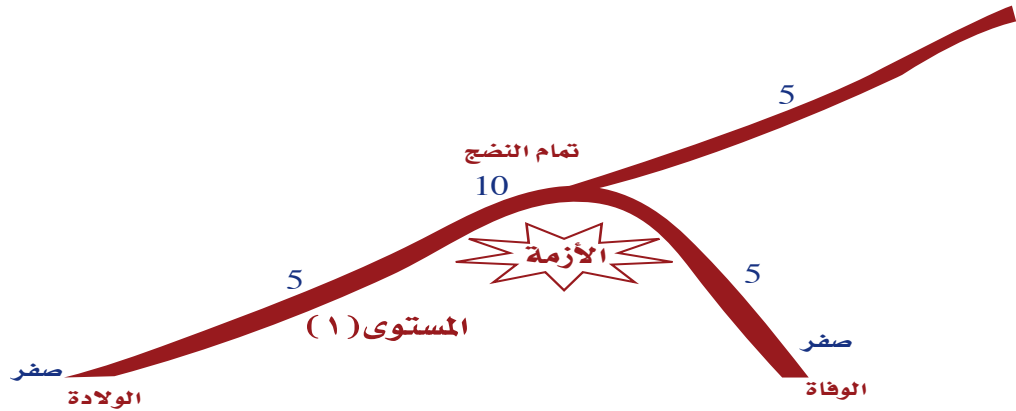 5
تمام النضج
10
الأزمة
5
5
المستوى (١)
صفر
صفر
الوفاة
الولادة